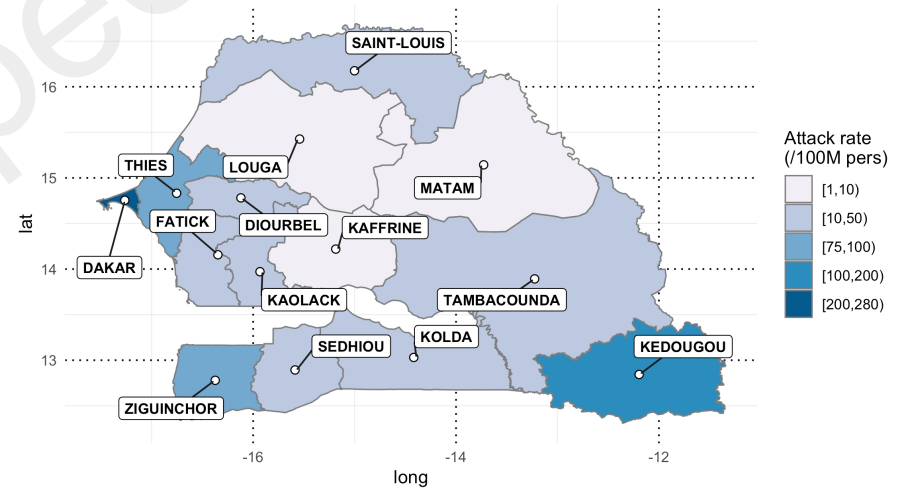 SAINT-LOUIS
16
THIES
LOUGA
15
MATAM
FATICK
DIOURBEL
KAFFRINE
lat
DAKAR
14
KAOLACK
TAMBACOUNDA
KOLDA
SEDHIOU
KEDOUGOU
13
ZIGUINCHOR
-16
-14
-12
long
Attack rate
(/100M pers)
[1,10)
[10,50)
[75,100)
[100,200)
[200,280)